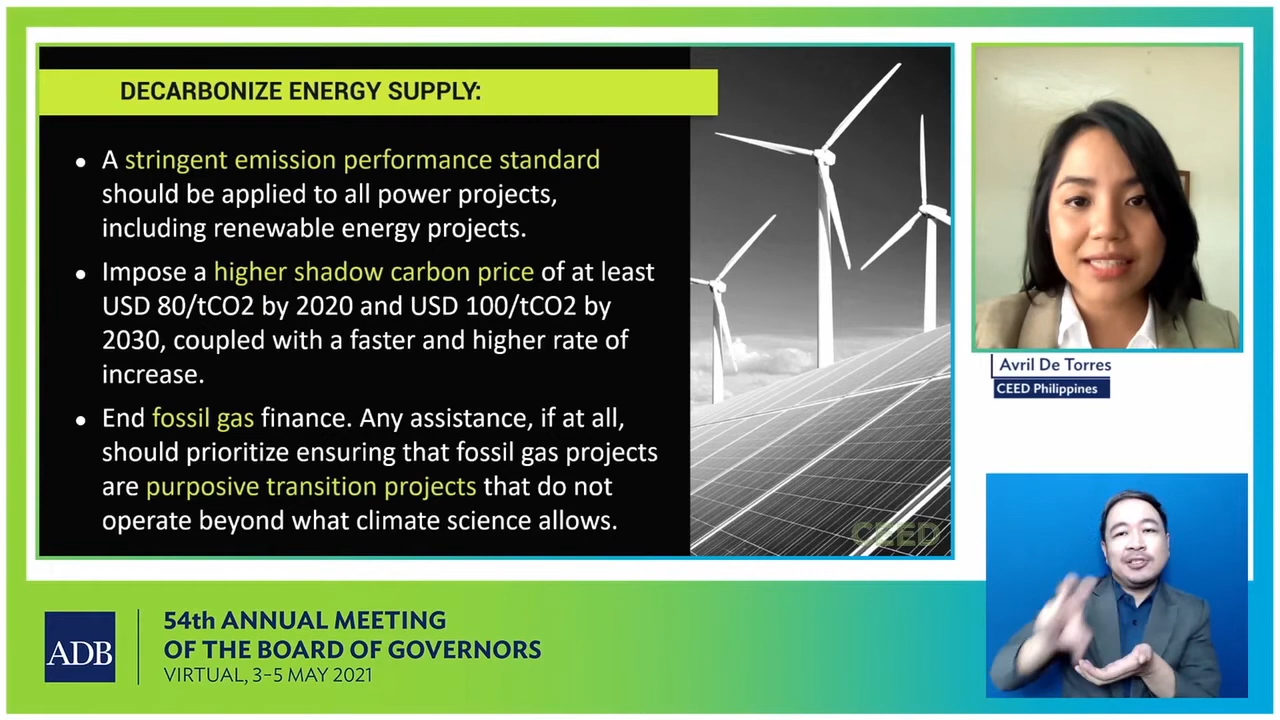 DECARBONIZE ENERGY SUPPLY:
• A stringent emission performance standard
should be applied to all power projects,
including renewable energy projects.
• Impose a higher shadow carbon price of at least
USD 80/tCO2 by 2020 and USD 100/tCO2 by
2030, coupled with a faster and higher rate of
increase.
• End fossil gas finance. Any assistance, if at all,
should prioritize ensuring that fossil gas projects
are purposive transition projects that do not
operate beyond what climate science allows.
CEED
Avril De Torres
CEED Philippines
ADB
54th ANNUAL MEETING
OF THE BOARD OF GOVERNORS
VIRTUAL, 3–5 MAY 2021